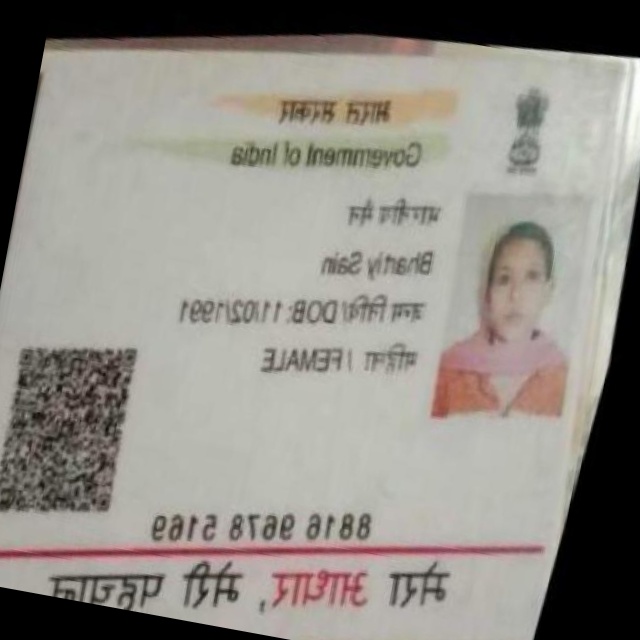 भारत सरकार
Government of India
भारतीय सैन
Bhartiy Sain
जन्म तिथि/ DOB: 11/02/1991
महिला / FEMALE
8816 9678 5169
मेरा आधार, मेरी पहचान